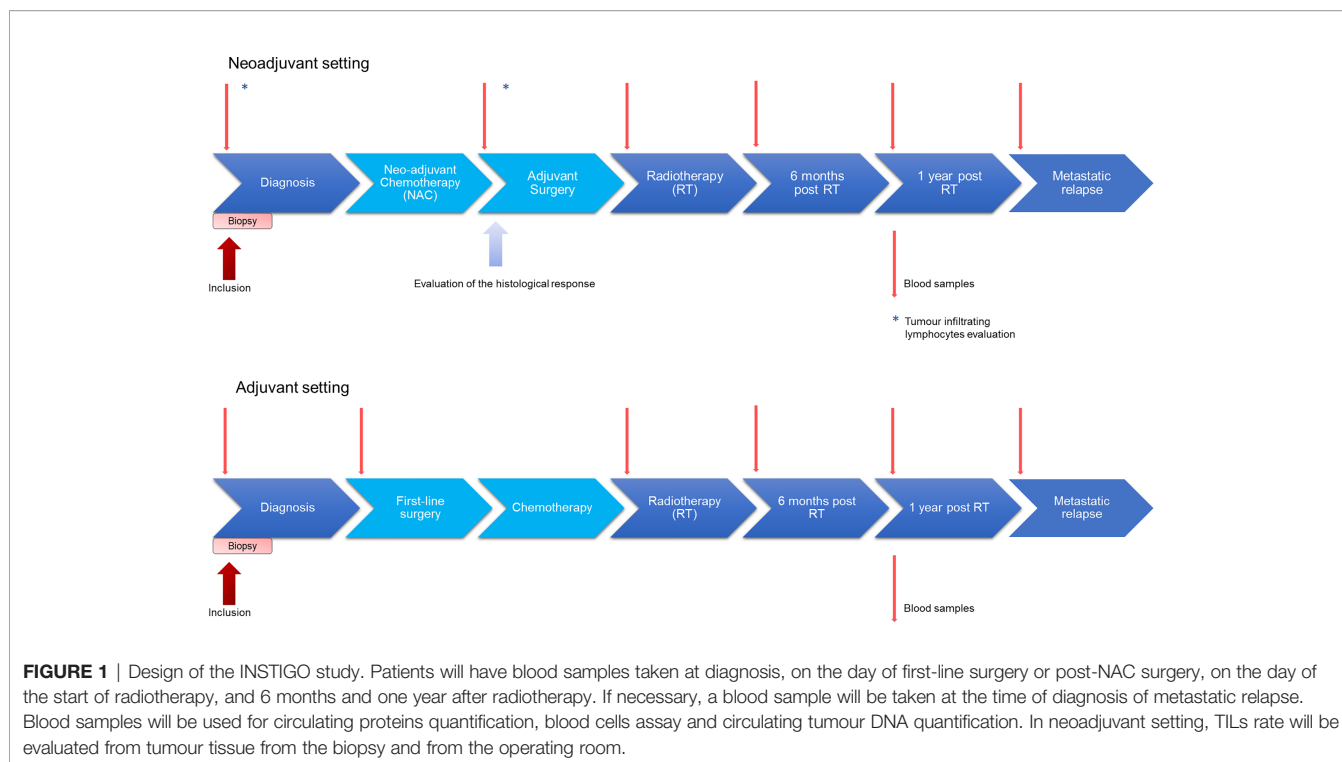 Neoadjuvant setting
*
*
Diagnosis
Neo-adjuvant
Chemotherapy
(NAC)
Adjuvant
Surgery
Radiotherapy
(RT)
6 months
post RT
1 year post
RT
Metastatic
relapse
Biopsy
Inclusion
Evaluation of the histological response
Blood samples
* Tumour infiltrating
lymphocytes evaluation
Adjuvant setting
Diagnosis
First-line
surgery
Chemotherapy
Radiotherapy
(RT)
6 months post
RT
1 year post RT
Metastatic
relapse
Biopsy
Inclusion
Blood samples
FIGURE 1 | Design of the INSTIGO study. Patients will have blood samples taken at diagnosis, on the day of first-line surgery or post-NAC surgery, on the day of
the start of radiotherapy, and 6 months and one year after radiotherapy. If necessary, a blood sample will be taken at the time of diagnosis of metastatic relapse.
Blood samples will be used for circulating proteins quantification, blood cells assay and circulating tumour DNA quantification. In neoadjuvant setting, TILs rate will be
evaluated from tumour tissue from the biopsy and from the operating room.